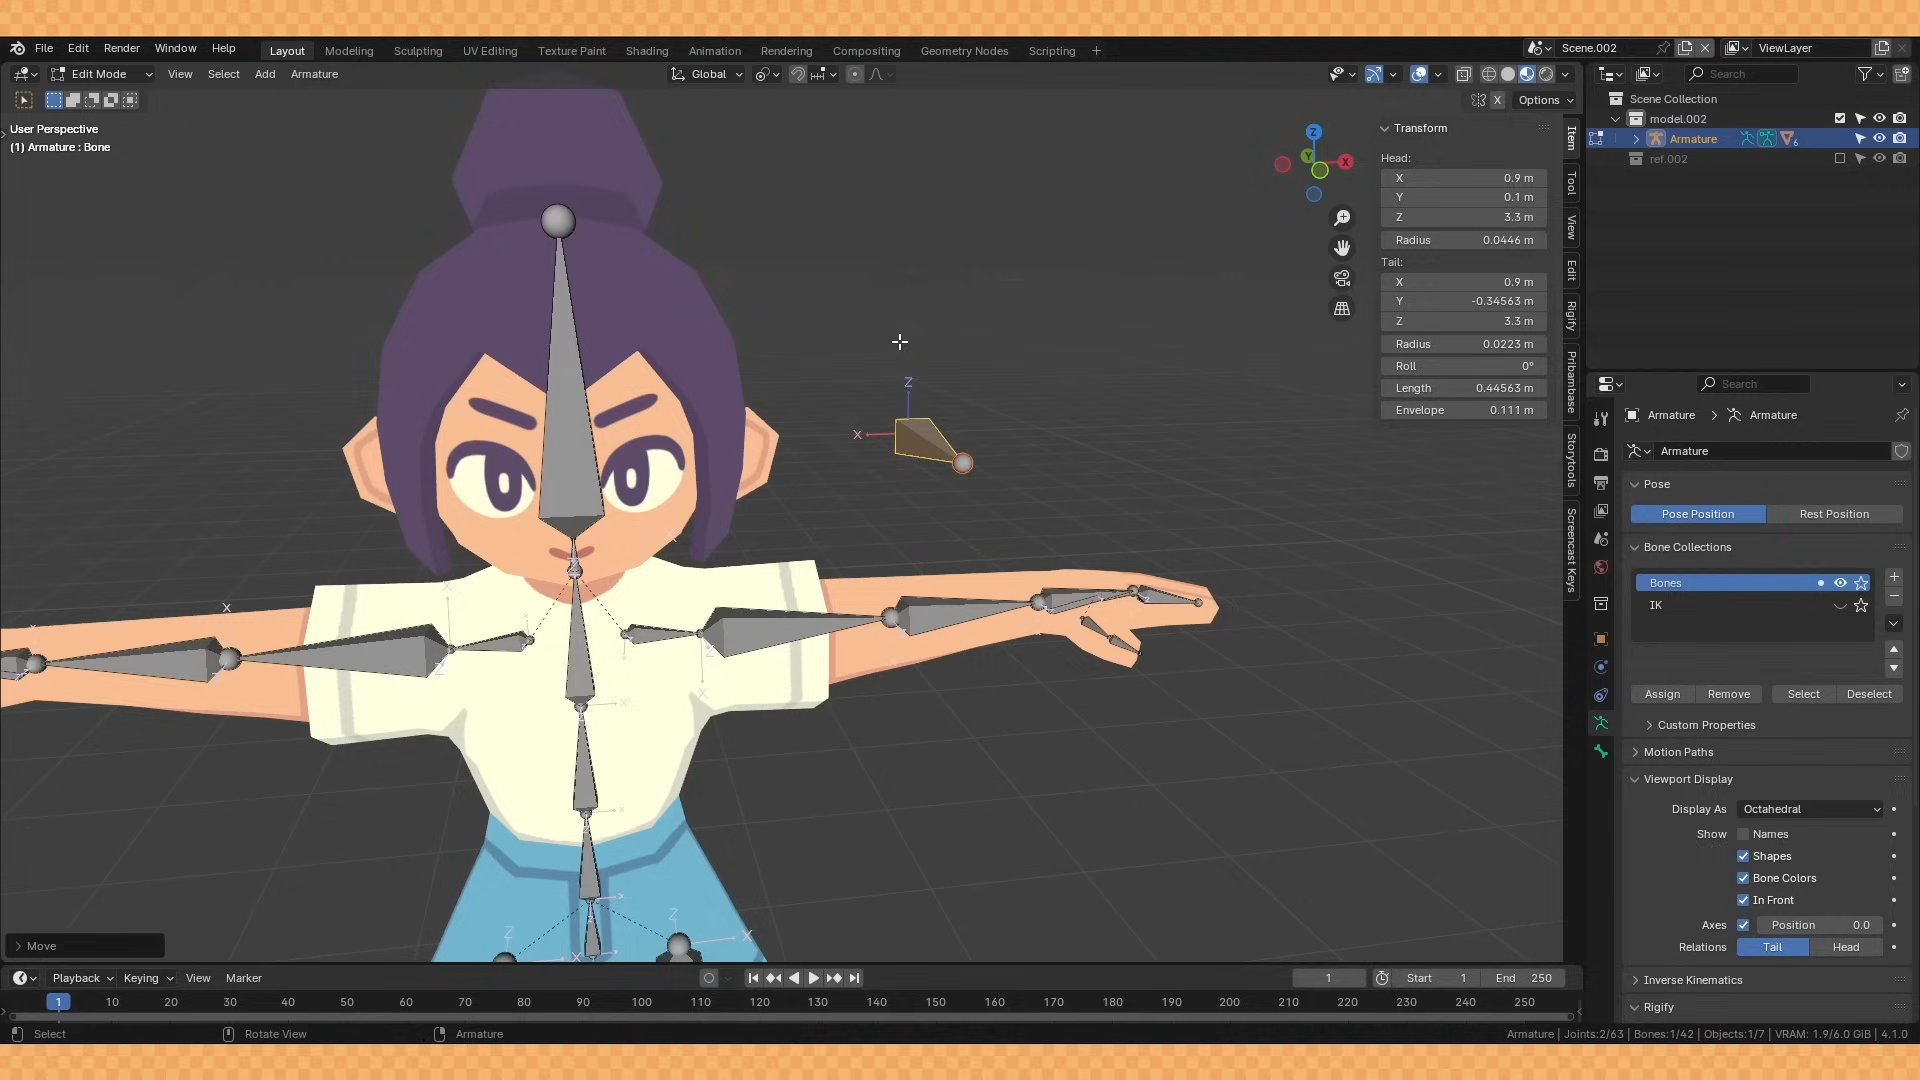 File Edit Render Window Help Layout Modeling Sculpting UV Editing Texture Paint Shading Animation Rendering Compositing Geometry Nodes Scripting + Scene.002 ViewLayer
Edit Mode View Select Add Armature Global Search
X Options
Scene Collection
model.002
Armature 6
ref.002
User Perspective
(1) Armature : Bone
Z
Y
X
Transform
Head:
X 0.9 m
Y 0.1 m
Z 3.3 m
Radius 0.0446 m
Tail:
X 0.9 m
Y -0.34563 m
Z 3.3 m
Radius 0.0223 m
Roll 0°
Length 0.44563 m
Envelope 0.111 m
Item
Tool
View
Edit
Rigify
Pribambase
Storytools
Screencast Keys
Z
X
Search
Armature > Armature
Armature
Pose
Pose Position Rest Position
Bone Collections
Bones
IK
Assign Remove Select Deselect
Custom Properties
Motion Paths
Viewport Display
Display As Octahedral
Show Names
Shapes
Bone Colors
In Front
Axes Position 0.0
Relations Tail Head
Inverse Kinematics
Rigify
Move
Playback Keying View Marker 1 Start 1 End 250
1 10 20 30 40 50 60 70 80 90 100 110 120 130 140 150 160 170 180 190 200 210 220 230 240 250
Select Rotate View Armature Armature | Joints:2/63 | Bones:1/42 | Objects:1/7 | VRAM: 1.9/6.0 GiB | 4.1.0